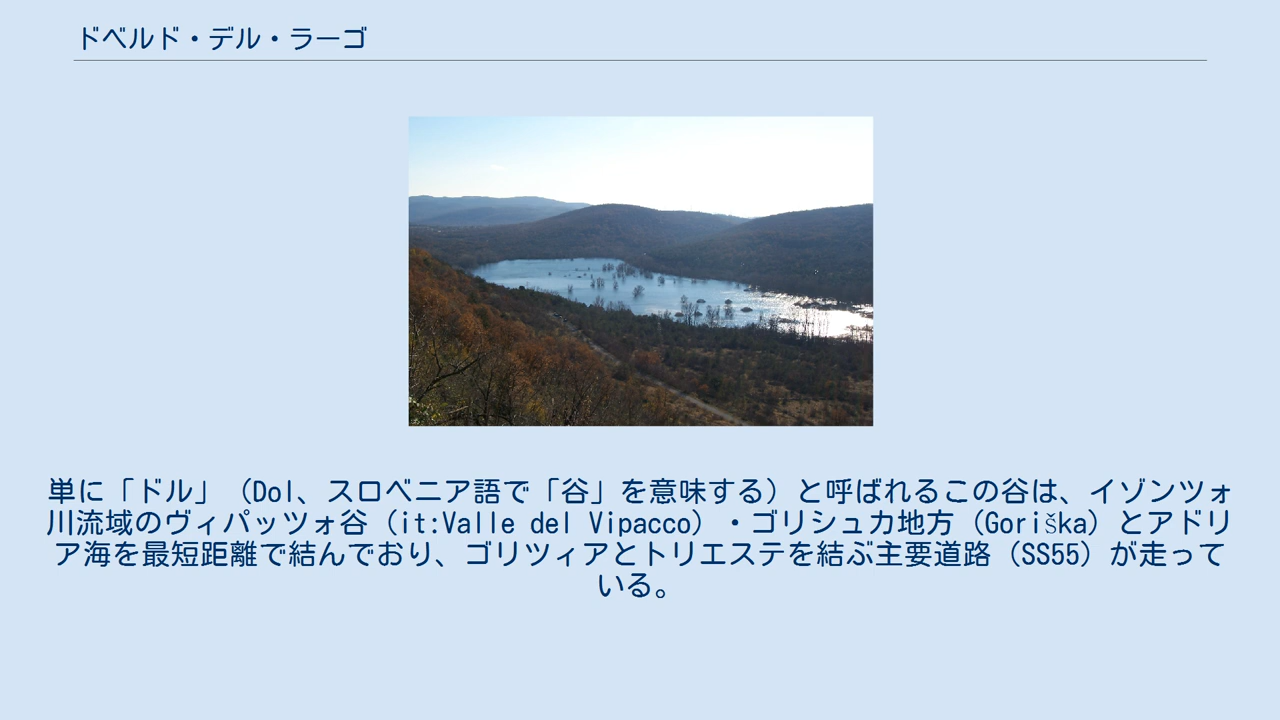 ドベルド・デル・ラーゴ
単に「ドル」（Dol、スロベニア語で「谷」を意味する）と呼ばれるこの谷は、イゾンツォ
川流域のヴィパッツォ谷（it:Valle del Vipacco）・ゴリシュカ地方（Goriška）とアドリ
ア海を最短距離で結んでおり、ゴリツィアとトリエステを結ぶ主要道路（SS55）が走って
いる。